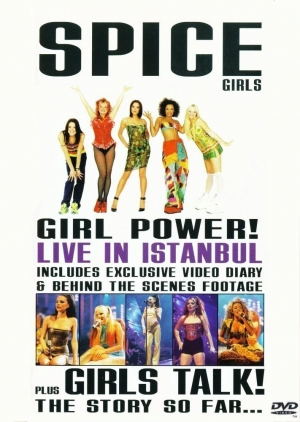 SPICE
GIRLS
GIRL POWER!
LIVE IN ISTANBUL
INCLUDES EXCLUSIVE VIDEO DIARY
& BEHIND THE SCENES FOOTAGE
PLUS GIRLS TALK!
THE STORY SO FAR...
DVD
VIDEO